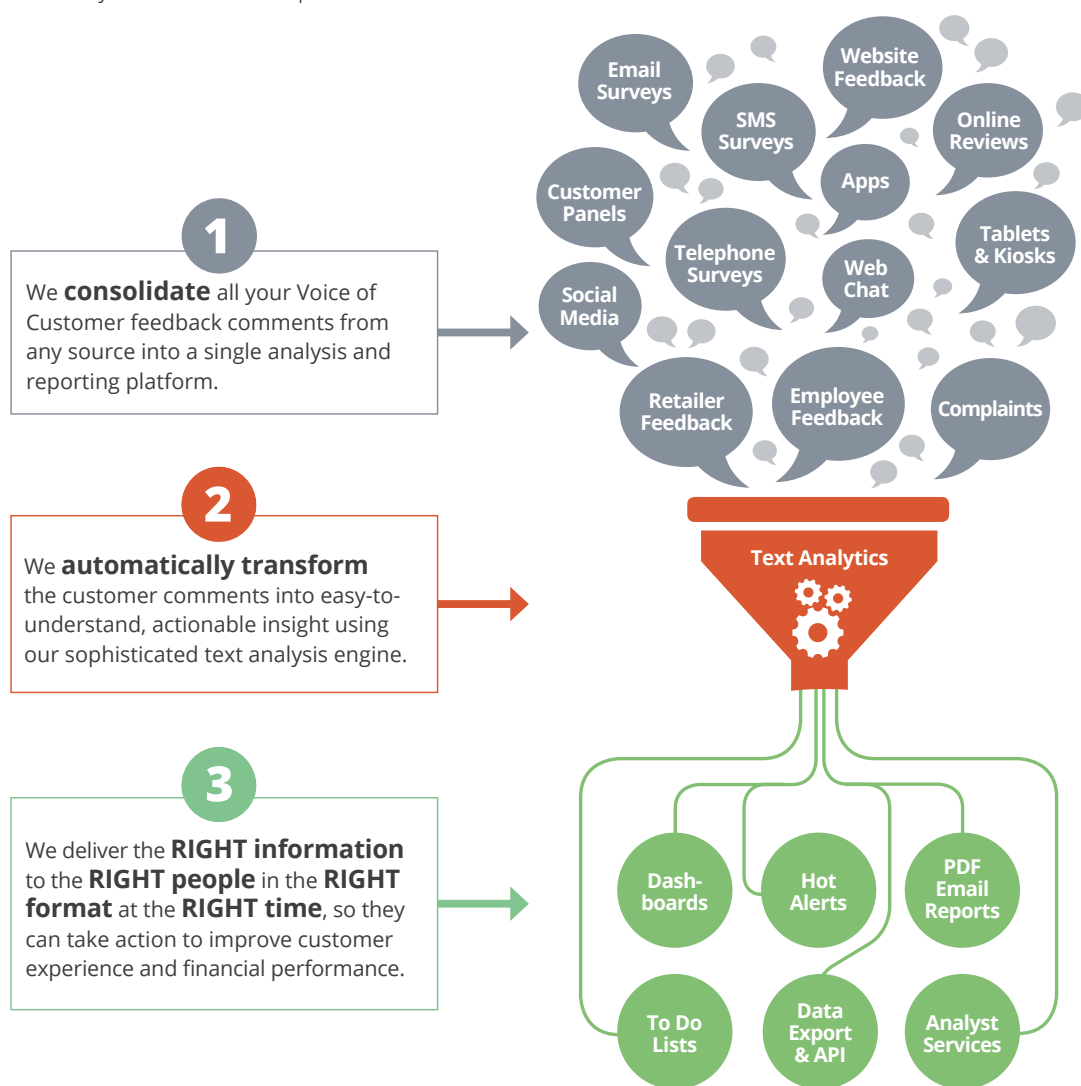 Email
Surveys
Website
Feedback
SMS
Surveys
Online
Reviews
Customer
Panels
Apps
Telephone
Surveys
Web
Chat
Tablets
& Kiosks
Social
Media
Retailer
Feedback
Employee
Feedback
Complaints
1
We consolidate all your Voice of
Customer feedback comments from
any source into a single analysis and
reporting platform.
2
We automatically transform
the customer comments into easy-to-
understand, actionable insight using
our sophisticated text analysis engine.
Text Analytics
3
We deliver the RIGHT information
to the RIGHT people in the RIGHT
format at the RIGHT time, so they
can take action to improve customer
experience and financial performance.
Dash-
boards
Hot
Alerts
PDF
Email
Reports
To Do
Lists
Data
Export
& API
Analyst
Services